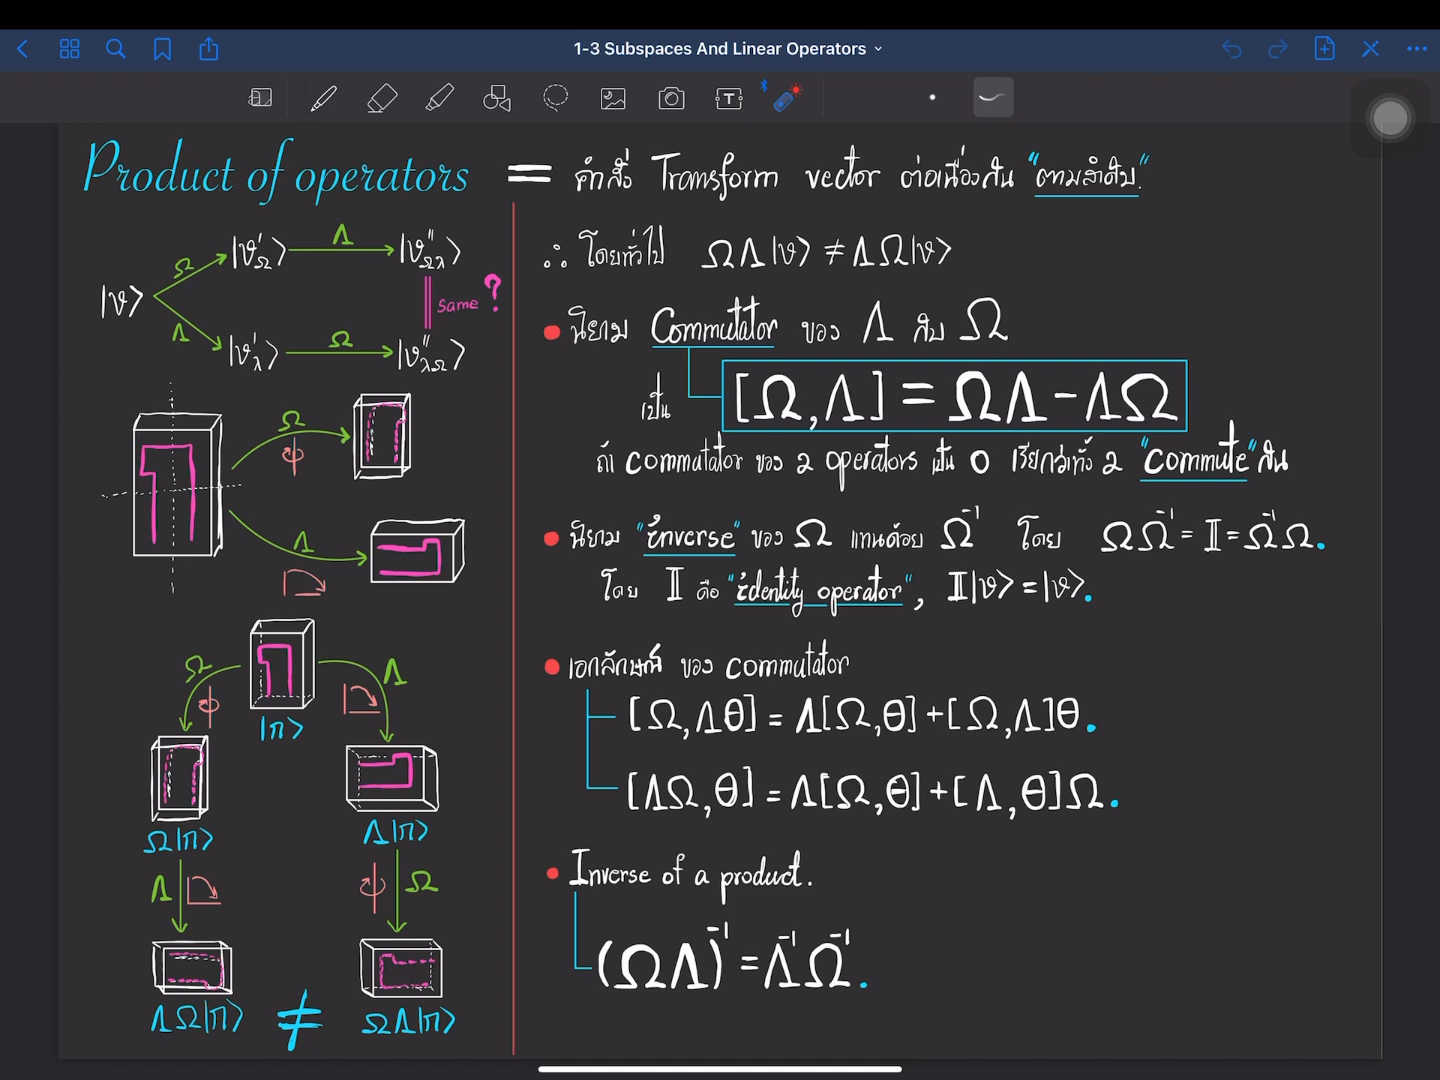 1-3 Subspaces And Linear Operators
Product of operators = คำสั่ง Transform vector ต่อเนื่องกัน "ตามลำดับ"
|v⟩
Ω
|v'_Ω⟩
Λ
|v''_Ωλ⟩
Same ?
Λ
|v'_λ⟩
Ω
|v''_λΩ⟩
Ω
Λ
Ω
Λ
|n⟩
Ω|n⟩
Λ|n⟩
Λ
Ω
ΛΩ|n⟩ ≠ ΩΛ|n⟩
∴ โดยทั่วไป ΩΛ|v⟩ ≠ ΛΩ|v⟩
นิยาม Commutator ของ Λ กับ Ω
เป็น [Ω,Λ] = ΩΛ-ΛΩ
ถ้า commutator ของ 2 operators เป็น 0 เรียกว่าทั้ง 2 "commute" กัน
นิยาม "inverse" ของ Ω แทนด้วย Ω⁻¹ โดย ΩΩ⁻¹ = 𝕀 = Ω⁻¹Ω.
โดย 𝕀 คือ "identity operator", 𝕀|v⟩ = |v⟩.
เอกลักษณ์ ของ commutator
[Ω,Λθ] = Λ[Ω,θ]+[Ω,Λ]θ.
[ΛΩ,θ] = Λ[Ω,θ]+[Λ,θ]Ω.
Inverse of a product.
(ΩΛ)⁻¹ = Λ⁻¹Ω⁻¹.